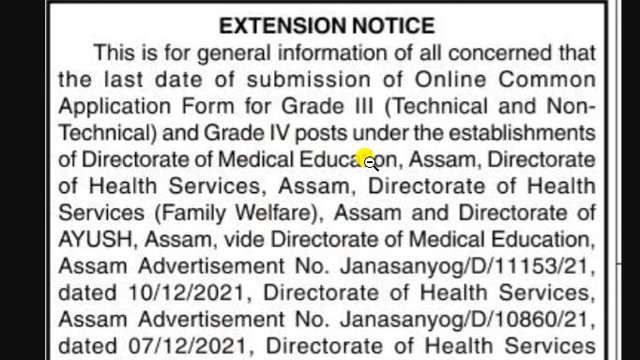 EXTENSION NOTICE
This is for general information of all concerned that
the last date of submission of Online Common
Application Form for Grade III (Technical and Non-
Technical) and Grade IV posts under the establishments
of Directorate of Medical Education, Assam, Directorate
of Health Services, Assam, Directorate of Health
Services (Family Welfare), Assam and Directorate of
AYUSH, Assam, vide Directorate of Medical Education,
Assam Advertisement No. Janasanyog/D/11153/21,
dated 10/12/2021, Directorate of Health Services,
Assam Advertisement No. Janasanyog/D/10860/21,
dated 07/12/2021, Directorate of Health Services